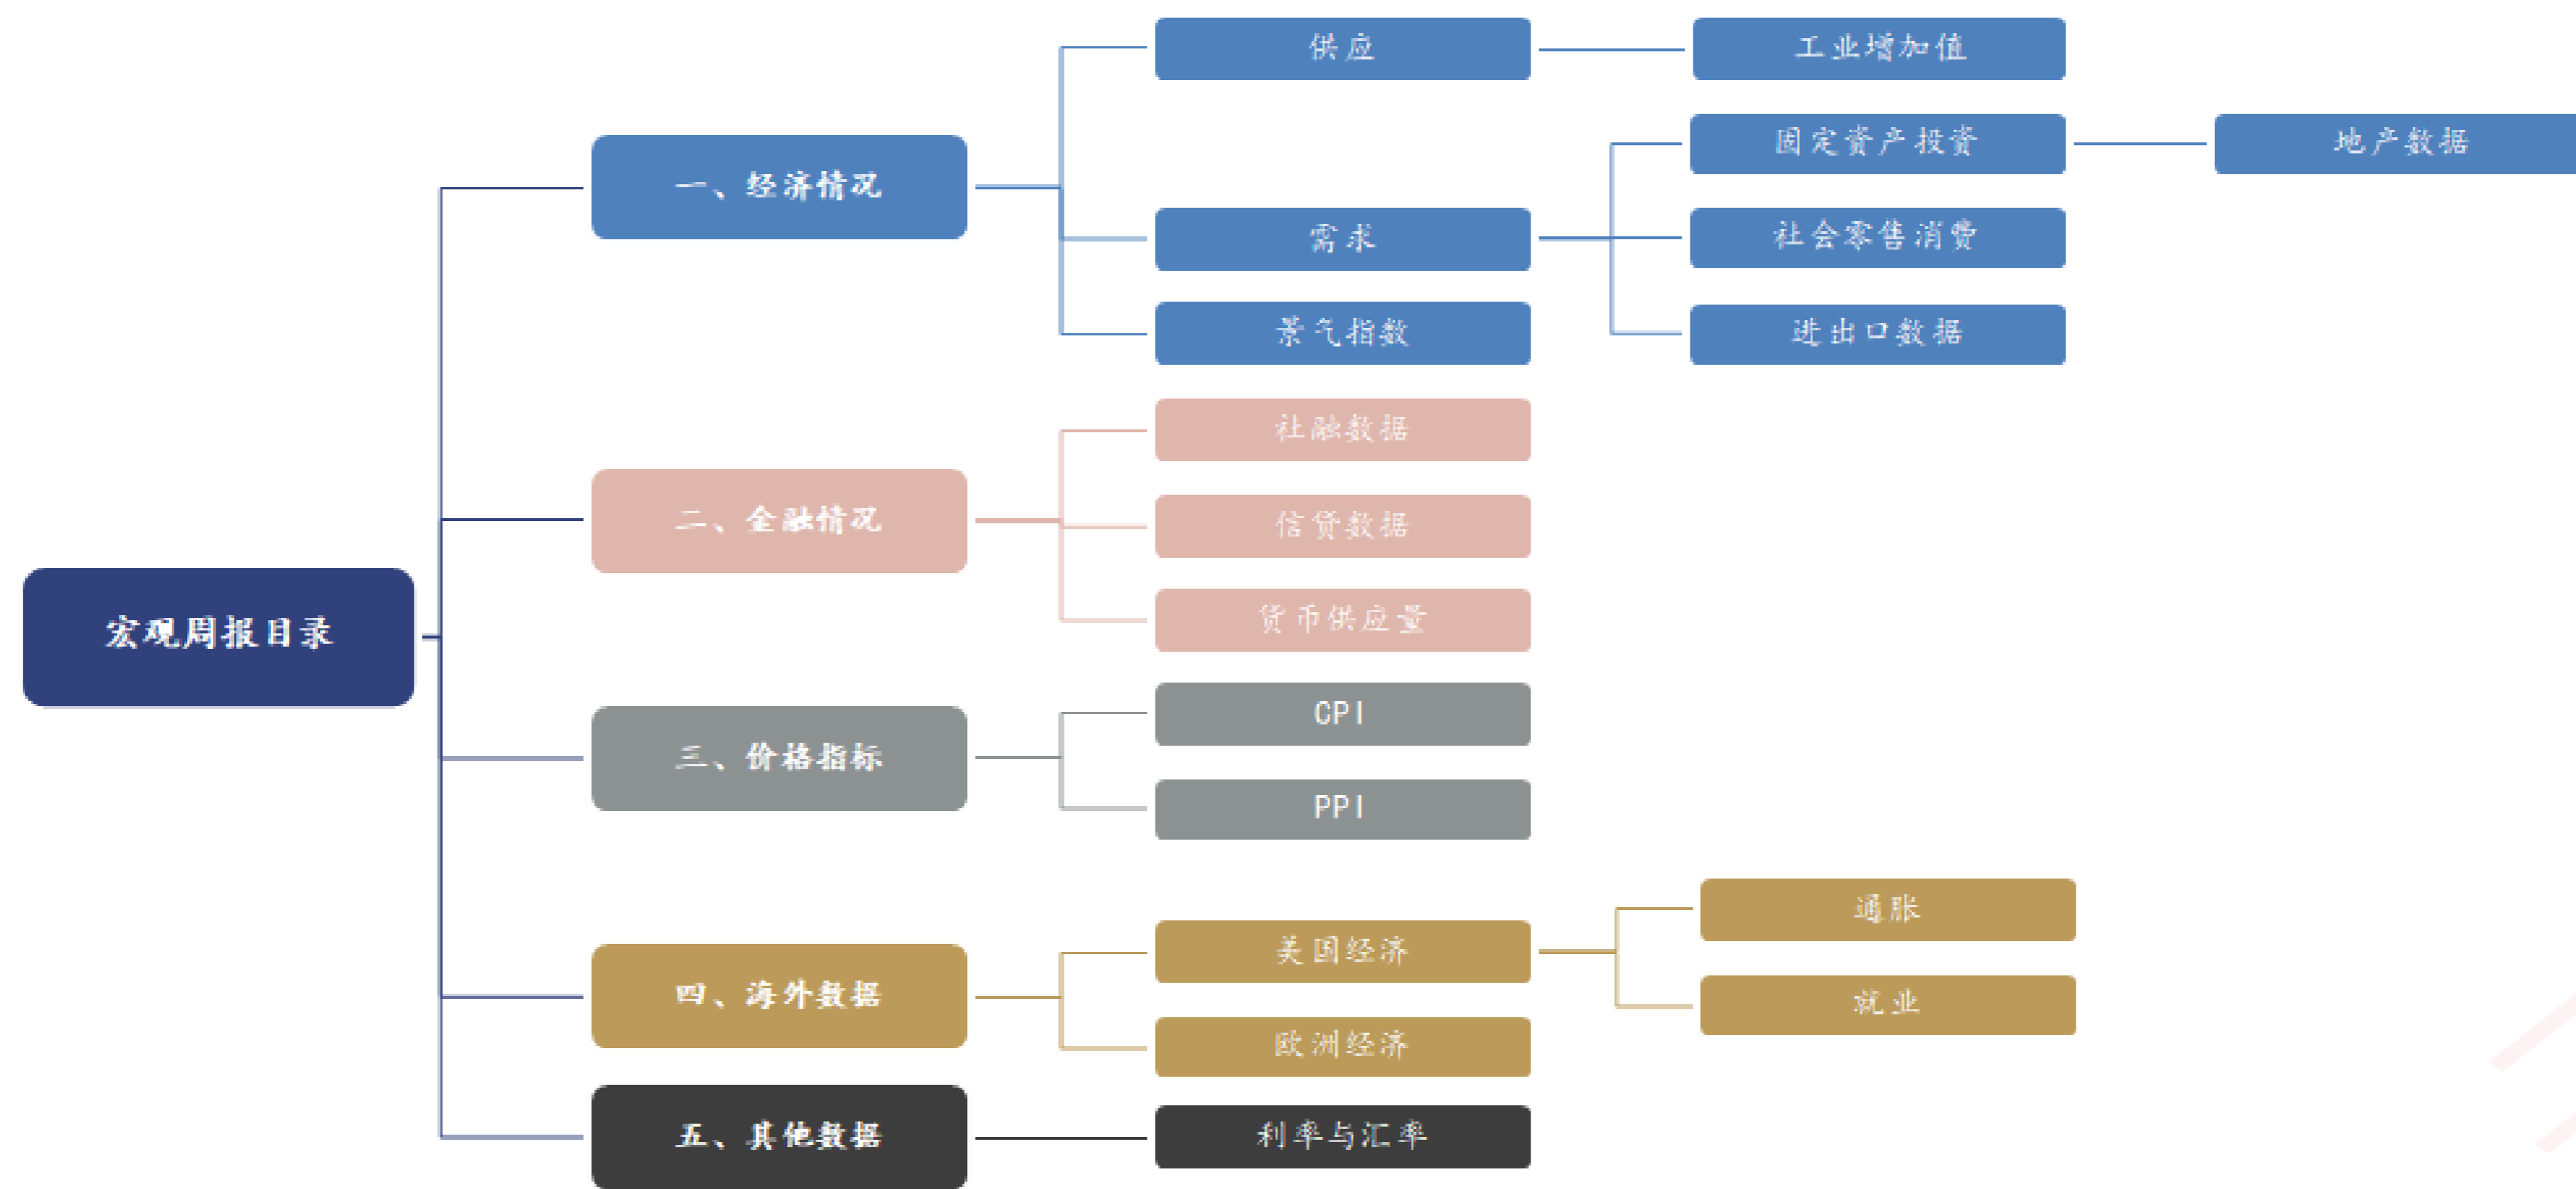 宏观周报目录
一、经济情况
供应
工业增加值
需求
固定资产投资
地产数据
社会零售消费
进出口数据
景气指数
二、金融情况
社融数据
信贷数据
货币供应量
三、价格指标
CPI
PPI
四、海外数据
美国经济
通胀
就业
欧洲经济
五、其他数据
利率与汇率